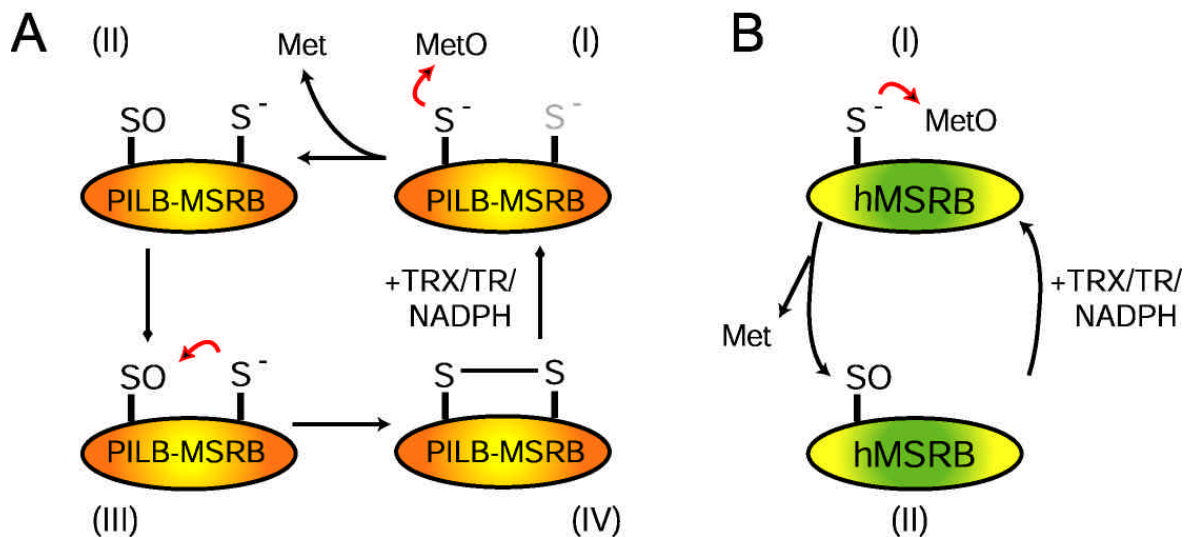 A
(II)
Met
MetO
(I)
SO
S-
S-
S-
PILB-MSRB
PILB-MSRB
+TRX/TR/
NADPH
SO
S-
S
S
PILB-MSRB
PILB-MSRB
(III)
(IV)
B
(I)
S-
MetO
hMSRB
+TRX/TR/
NADPH
Met
SO
hMSRB
(II)